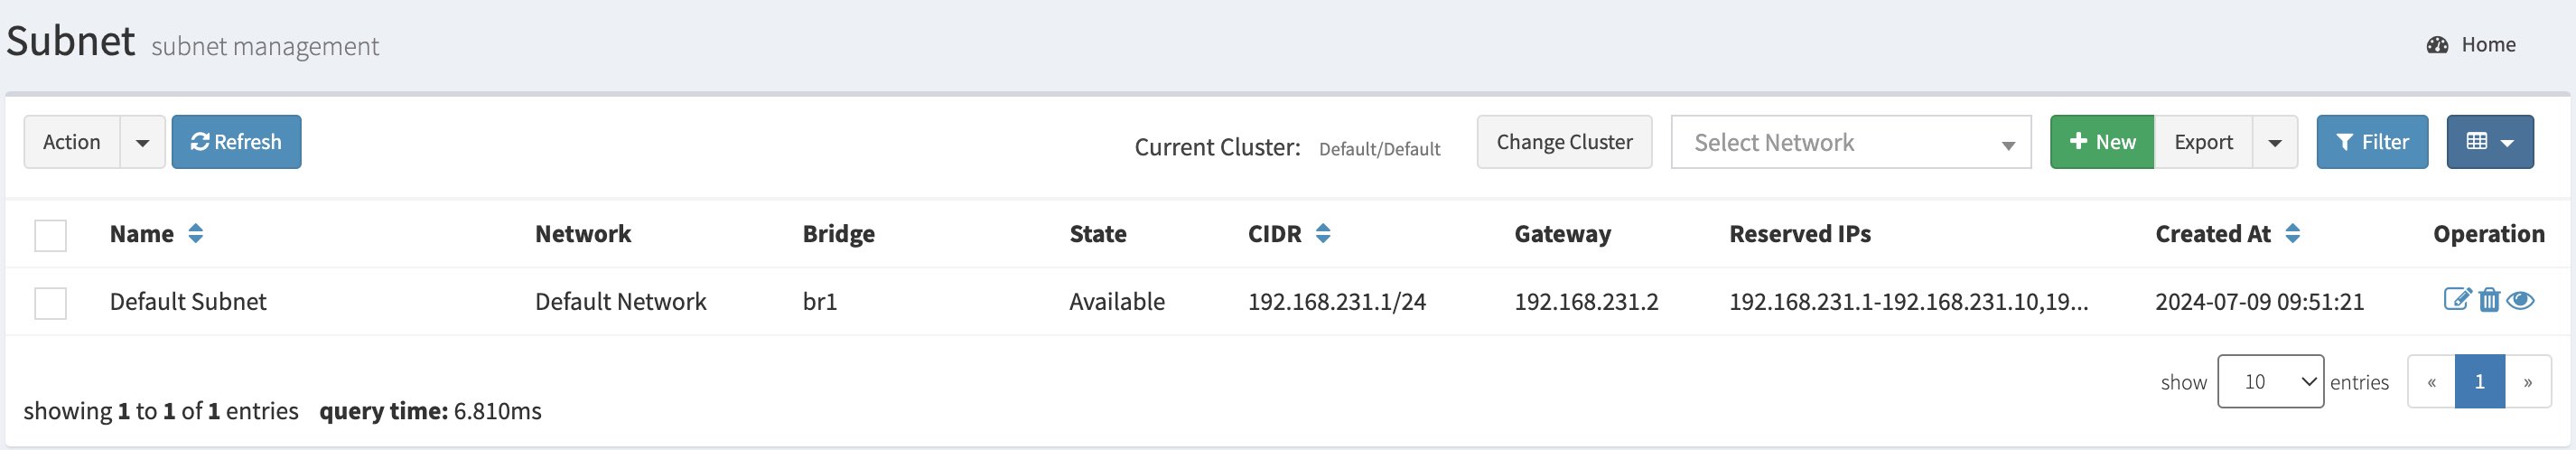 Subnet subnet management
Home
Action Refresh Current Cluster: Default/Default Change Cluster Select Network New Export Filter
Name Network Bridge State CIDR Gateway Reserved IPs Created At Operation
Default Subnet Default Network br1 Available 192.168.231.1/24 192.168.231.2 192.168.231.1-192.168.231.10,19... 2024-07-09 09:51:21
show 10 entries « 1 »
showing 1 to 1 of 1 entries query time: 6.810ms